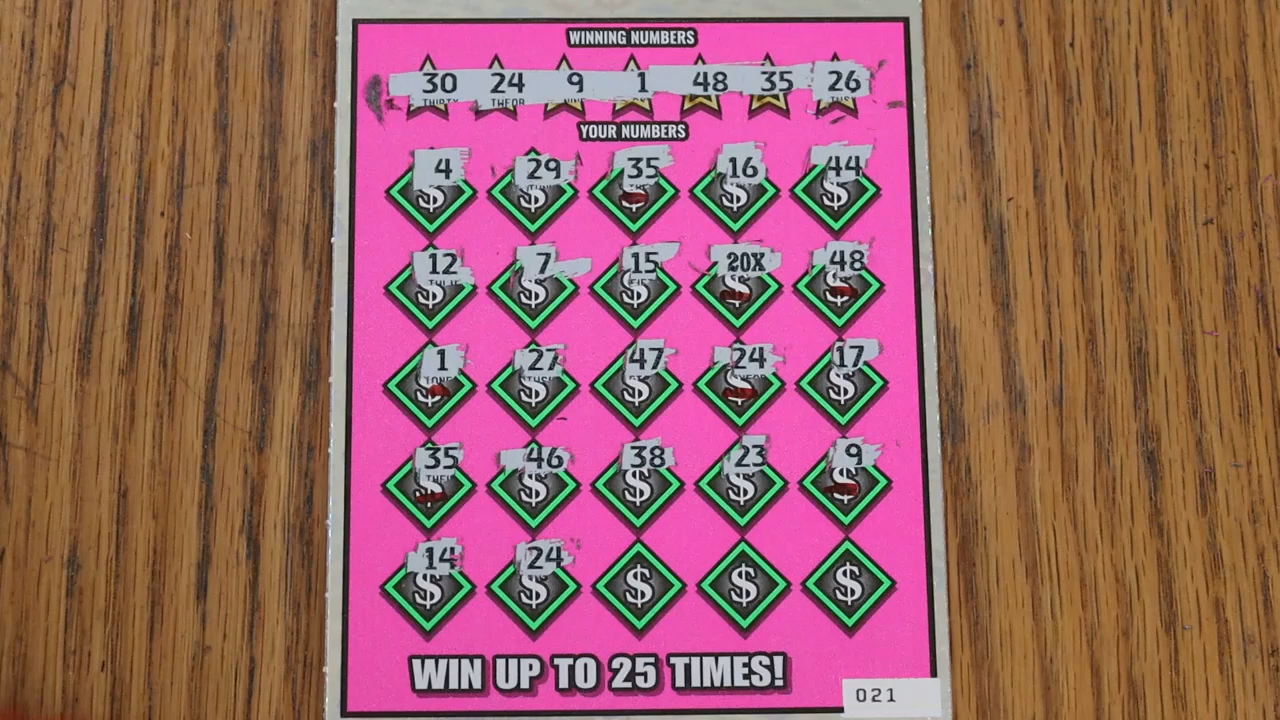 WINNING NUMBERS
30 24 9 1 48 35 26
YOUR NUMBERS
4 29 35 16 44
12 7 15 20X 48
1 27 47 24 17
35 46 38 23 9
14 24 $ $ $
WIN UP TO 25 TIMES!
021